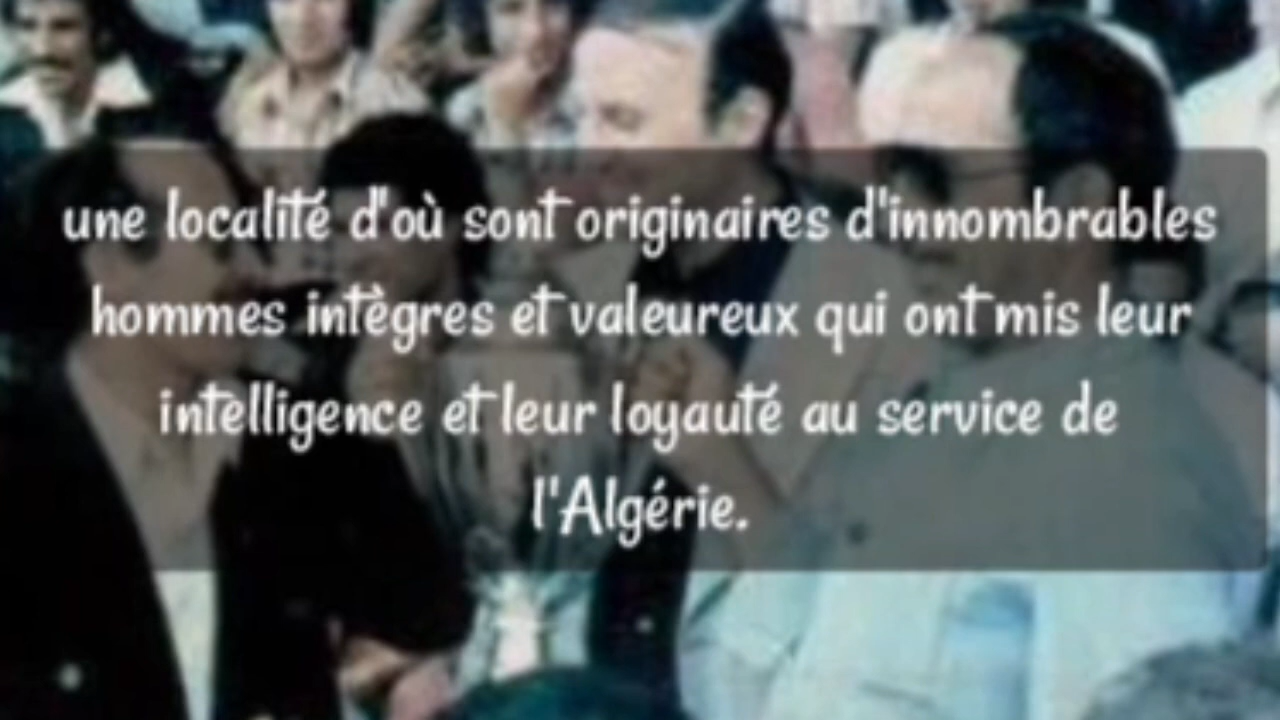 une localité d'où sont originaires d'innombrables
hommes intègres et valeureux qui ont mis leur
intelligence et leur loyauté au service de
l'Algérie.